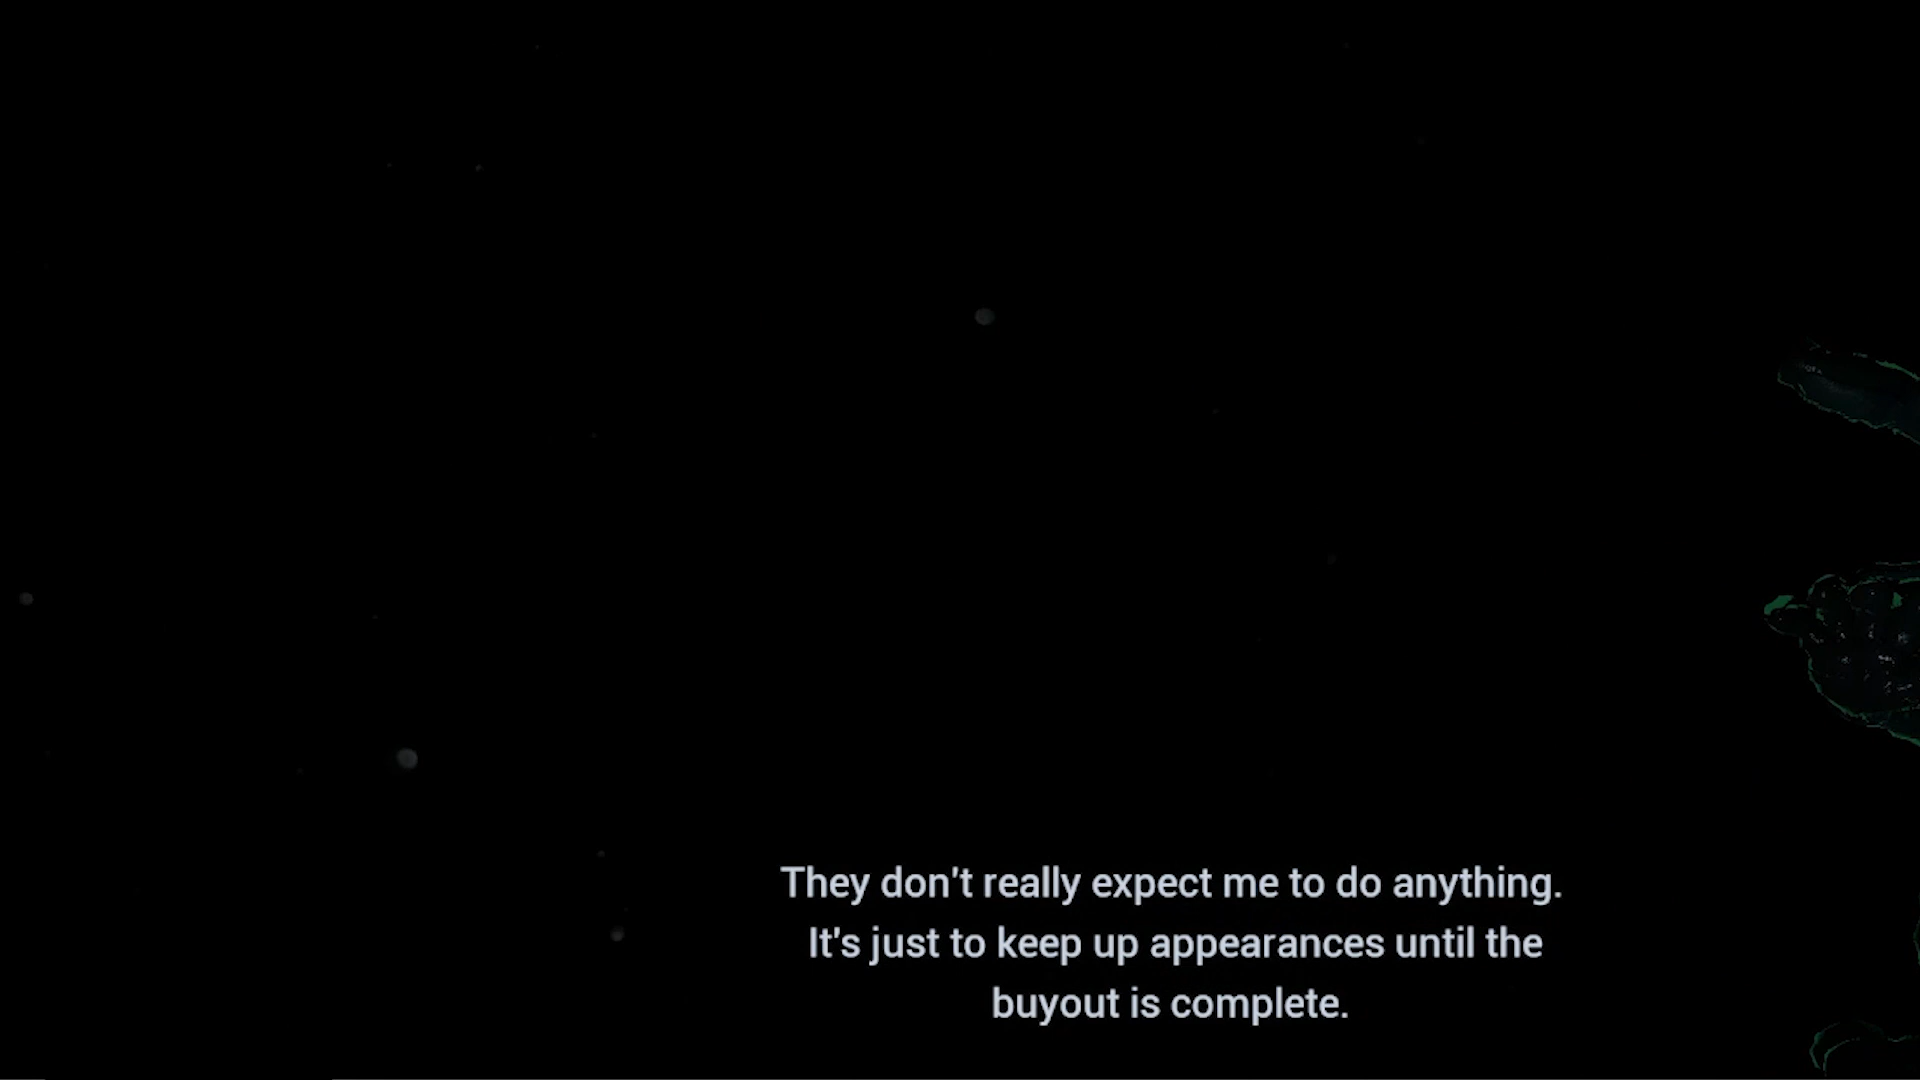 They don't really expect me to do anything.
It's just to keep up appearances until the
buyout is complete.